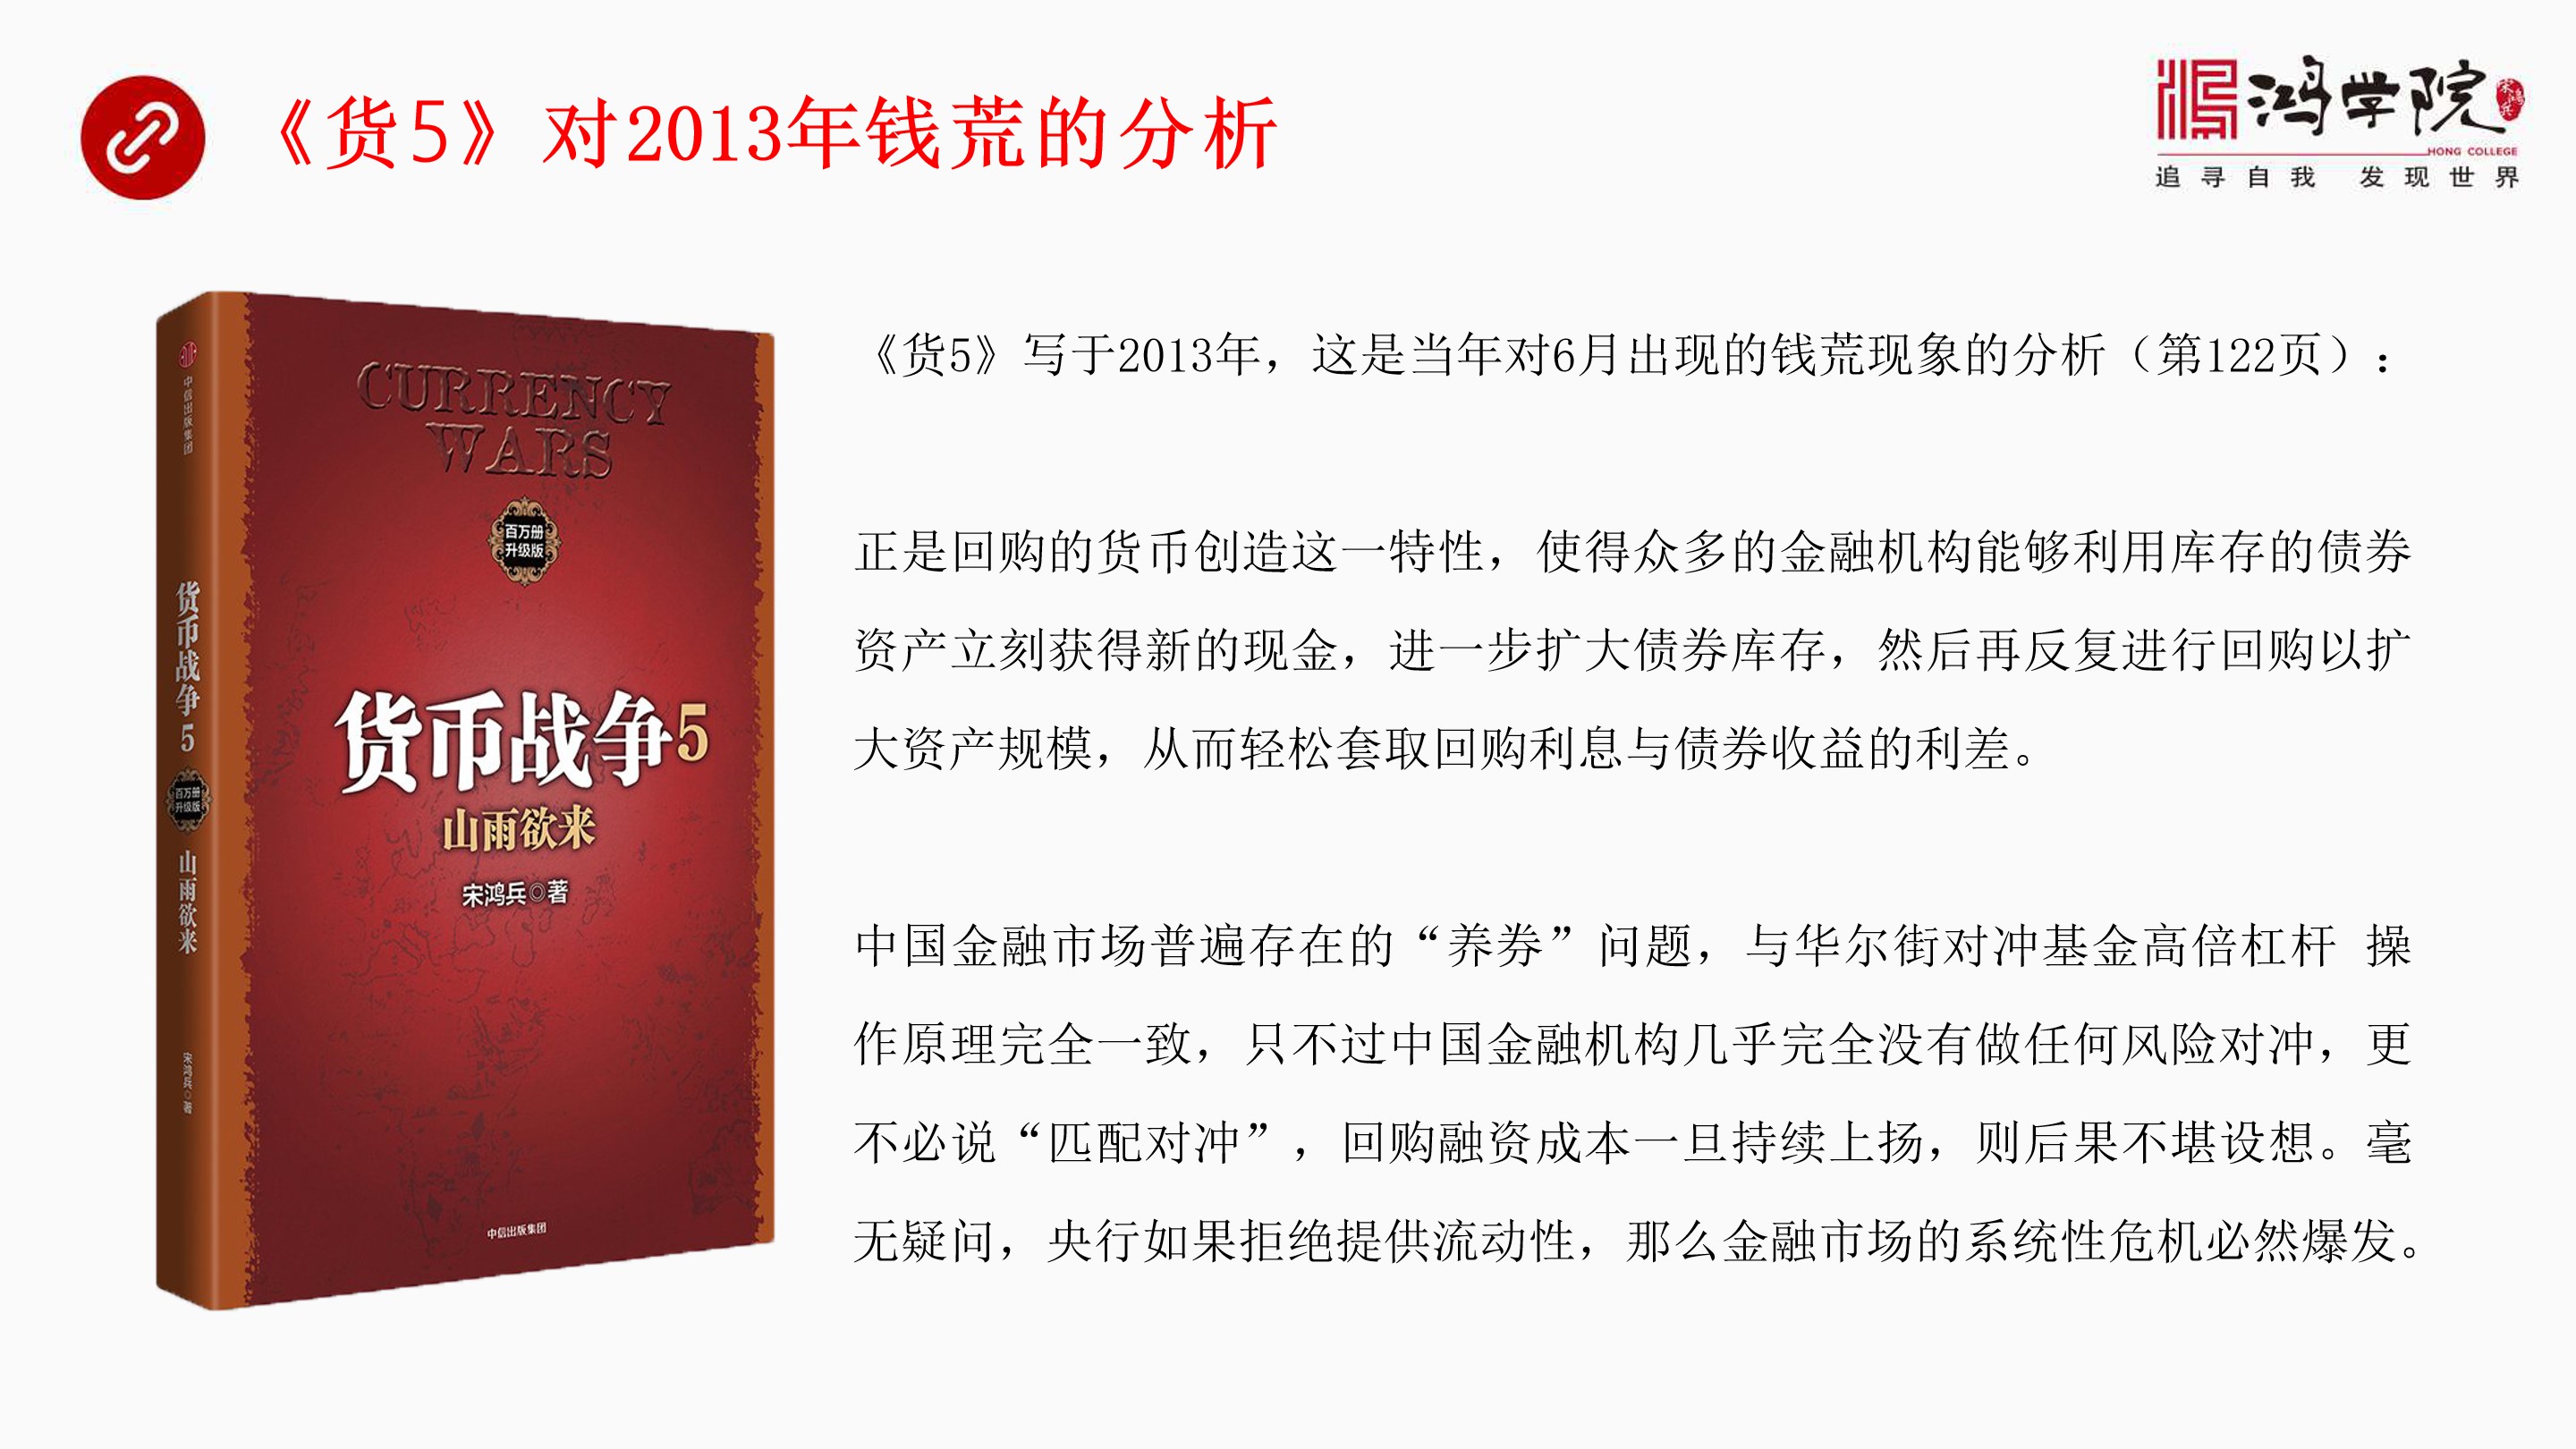 《货5》对2013年钱荒的分析
鸿学院
宋鸿兵
HONG COLLEGE
追寻自我 发现世界
中信出版集团
货币战争5
百万册
升级版
山雨欲来
宋鸿兵◎著
CURRENCY
WARS
百万册
升级版
货币战争5
山雨欲来
宋鸿兵◎著
中信出版集团
《货5》写于2013年，这是当年对6月出现的钱荒现象的分析（第122页）：
正是回购的货币创造这一特性，使得众多的金融机构能够利用库存的债券
资产立刻获得新的现金，进一步扩大债券库存，然后再反复进行回购以扩
大资产规模，从而轻松套取回购利息与债券收益的利差。
中国金融市场普遍存在的“养券”问题，与华尔街对冲基金高倍杠杆 操
作原理完全一致，只不过中国金融机构几乎完全没有做任何风险对冲，更
不必说“匹配对冲”，回购融资成本一旦持续上扬，则后果不堪设想。毫
无疑问，央行如果拒绝提供流动性，那么金融市场的系统性危机必然爆发。